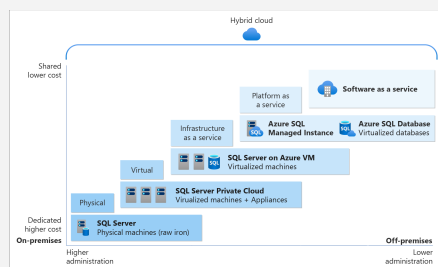 Hybrid cloud
Shared
lower cost
Software as a service
Platform as
a service
Azure SQL
Managed Instance
Azure SQL Database
Virtualized databases
Infrastructure
as a service
SQL
SQL Server on Azure VM
Virtualized machines
Virtual
SQL Server Private Cloud
Virualized machines + Appliances
Physical
SQL Server
Physical machines (raw iron)
Dedicated
higher cost
On-premises
Off-premises
Higher
administration
Lower
administration